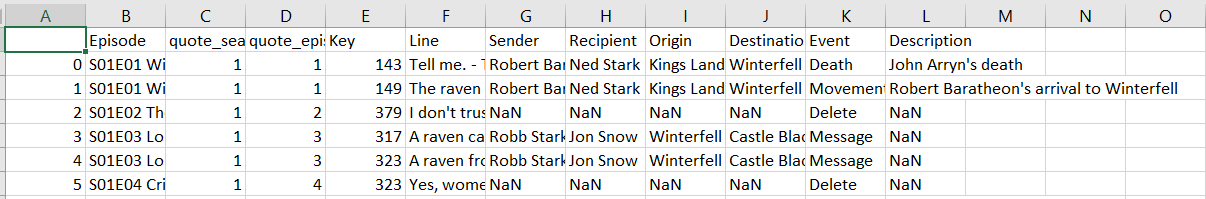 A B C D E F G H I J K L M N O
Episode quote_sea quote_epi Key Line Sender Recipient Origin Destinatio Event Description
0 S01E01 Wi 1 1 143 Tell me. - Robert Bar Ned Stark Kings Land Winterfell Death John Arryn's death
1 S01E01 Wi 1 1 149 The raven Robert Bar Ned Stark Kings Land Winterfell Movement Robert Baratheon's arrival to Winterfell
2 S01E02 Th 1 2 379 I don't trus NaN NaN NaN NaN Delete NaN
3 S01E03 Lo 1 3 317 A raven ca Robb Stark Jon Snow Winterfell Castle Blac Message NaN
4 S01E03 Lo 1 3 323 A raven fro Robb Stark Jon Snow Winterfell Castle Blac Message NaN
5 S01E04 Cri 1 4 323 Yes, wome NaN NaN NaN NaN Delete NaN